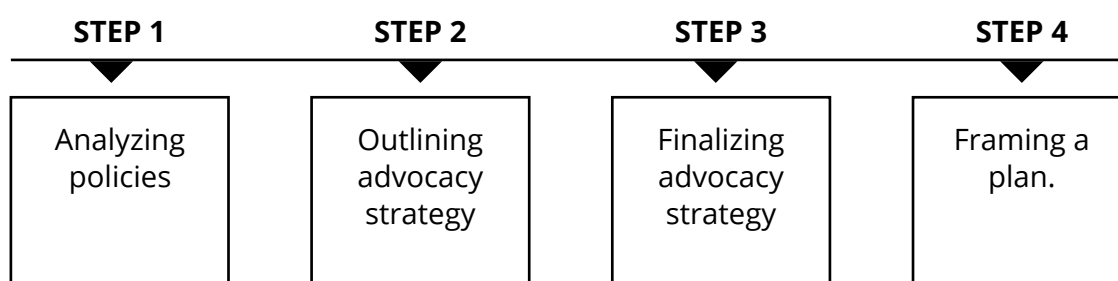 STEP 1
STEP 2
STEP 3
STEP 4
Analyzing
policies
Outlining
advocacy
strategy
Finalizing
advocacy
strategy
Framing a
plan.